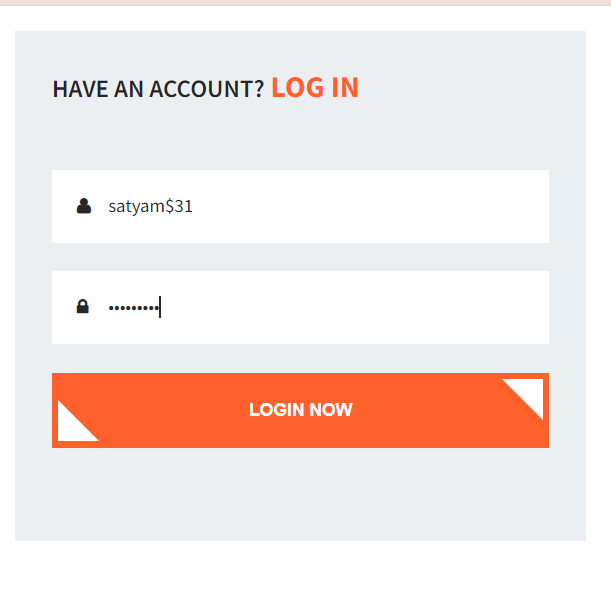 HAVE AN ACCOUNT? LOG IN
satyam$31
•••••••••
LOGIN NOW